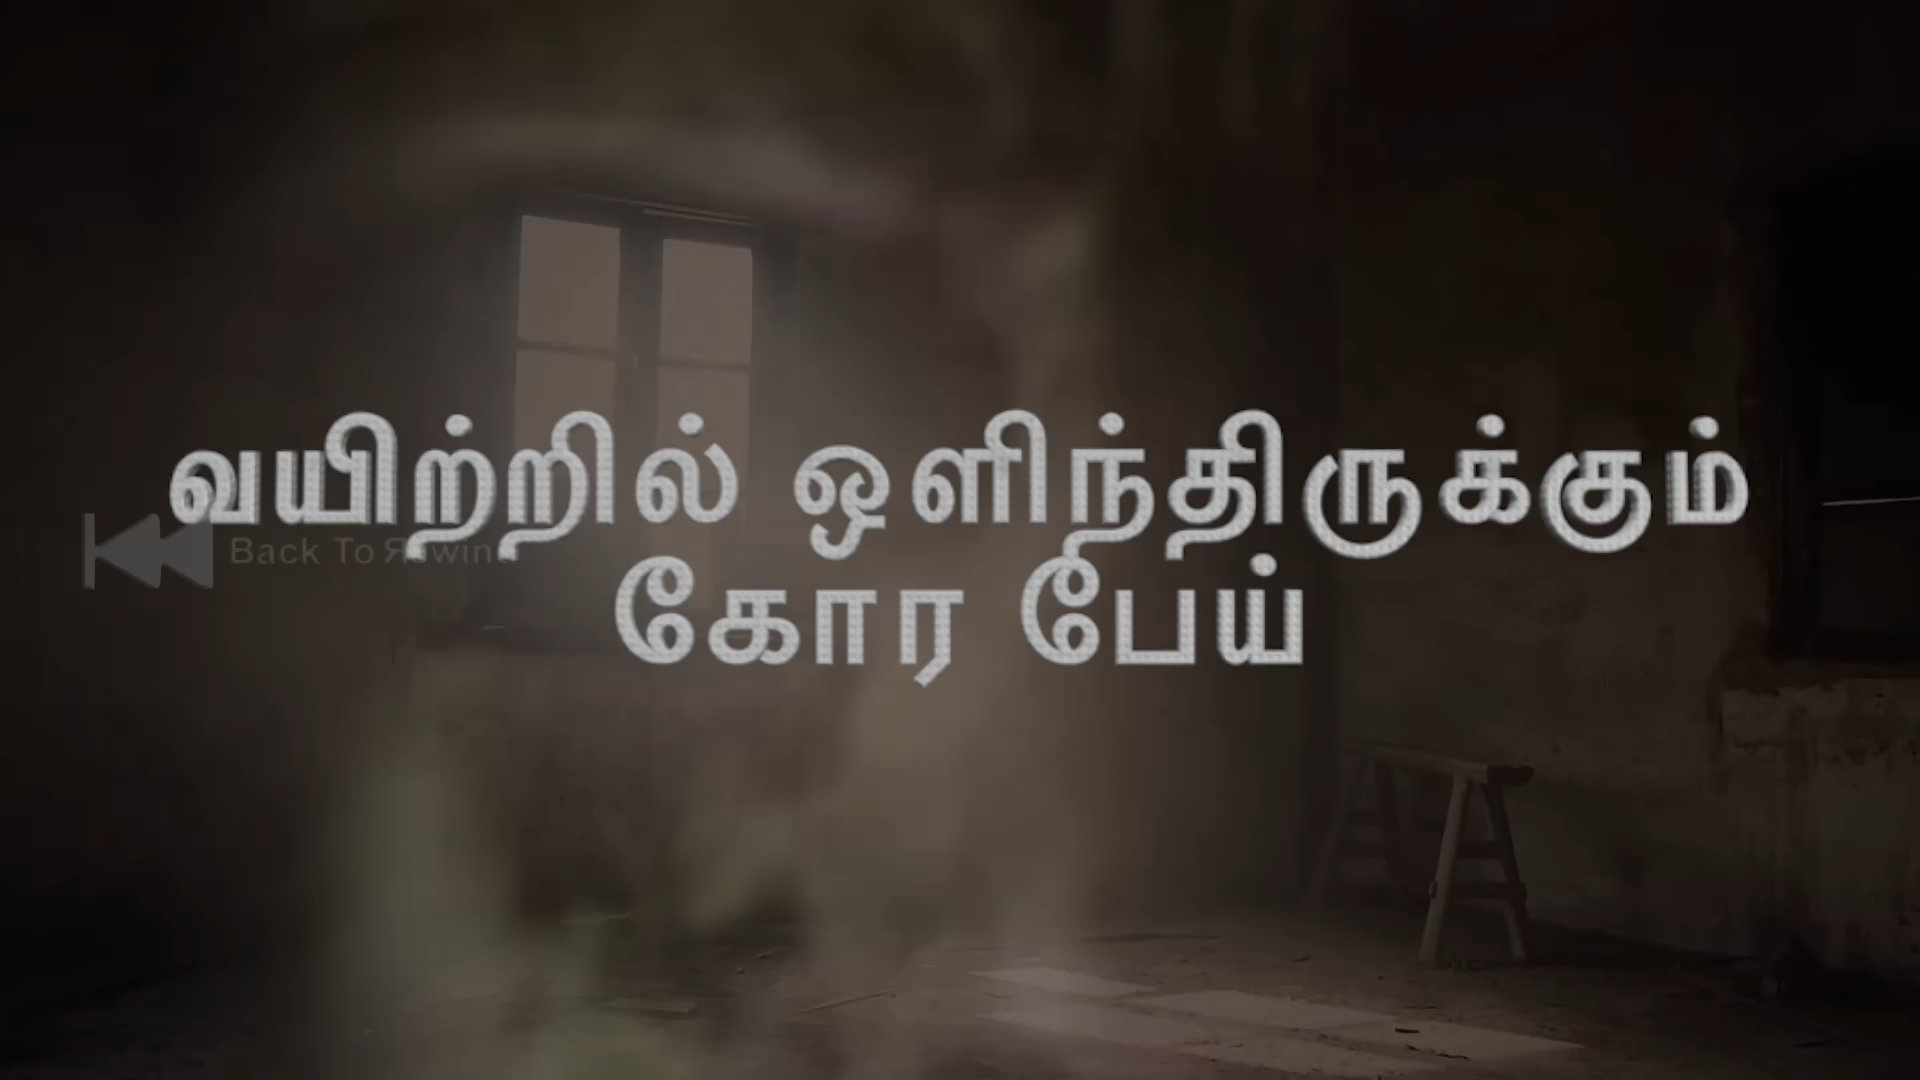 வயிற்றில் ஒளிந்திருக்கும்
கோர பேய்
Back To Rewind